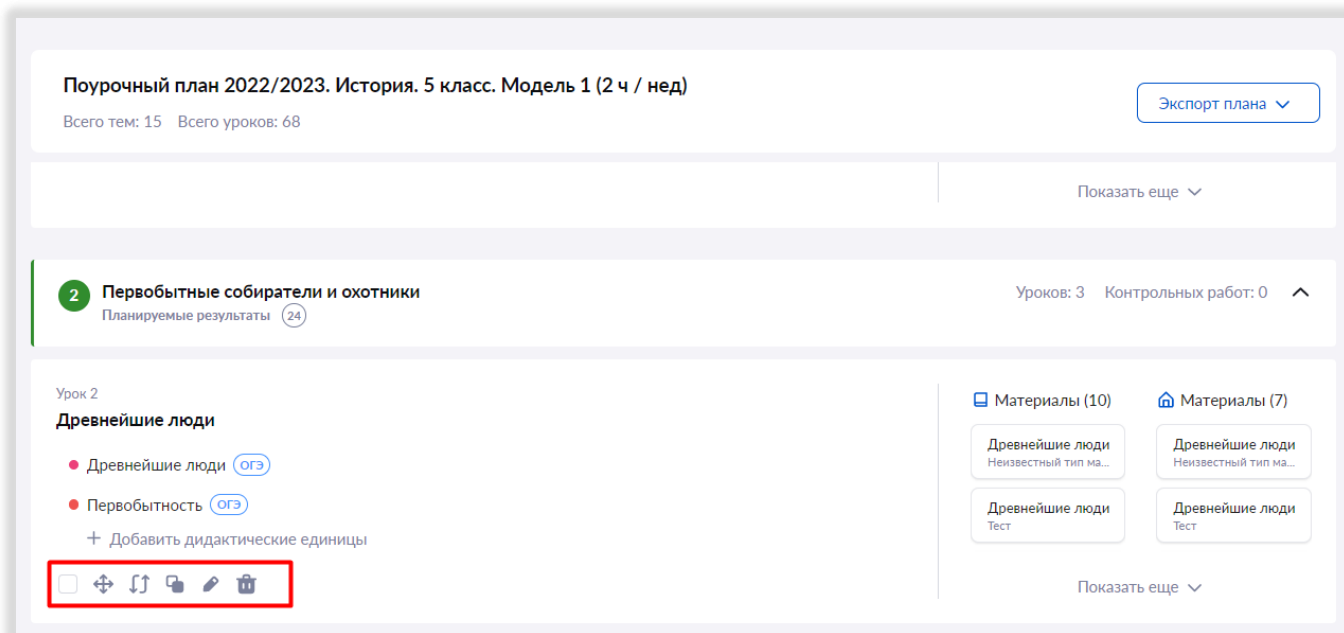 Поурочный план 2022/2023. История. 5 класс. Модель 1 (2 ч / нед)
Всего тем: 15 Всего уроков: 68
Экспорт плана
Показать еще
2 Первобытные собиратели и охотники
Планируемые результаты 24
Уроков: 3 Контрольных работ: 0
Урок 2
Древнейшие люди
Древнейшие люди ОГЭ
Первобытность ОГЭ
+ Добавить дидактические единицы
Материалы (10)
Древнейшие люди
Неизвестный тип ма...
Древнейшие люди
Тест
Материалы (7)
Древнейшие люди
Неизвестный тип ма...
Древнейшие люди
Тест
Показать еще